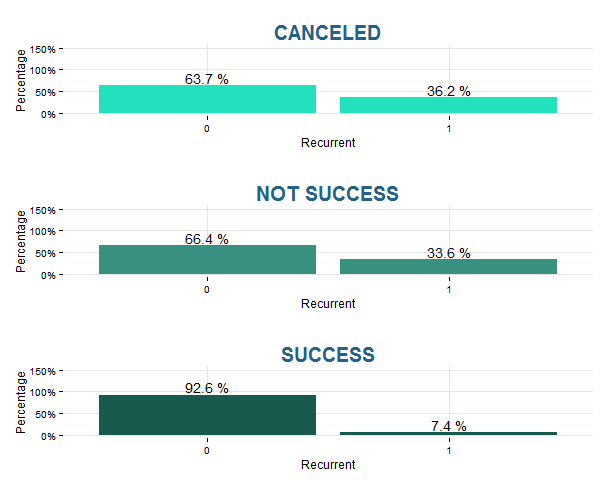 CANCELED
150%
100%
50%
0%
Percentage
63.7 %
36.2 %
0
1
Recurrent
NOT SUCCESS
150%
100%
50%
0%
Percentage
66.4 %
33.6 %
0
1
Recurrent
SUCCESS
150%
100%
50%
0%
Percentage
92.6 %
7.4 %
0
1
Recurrent